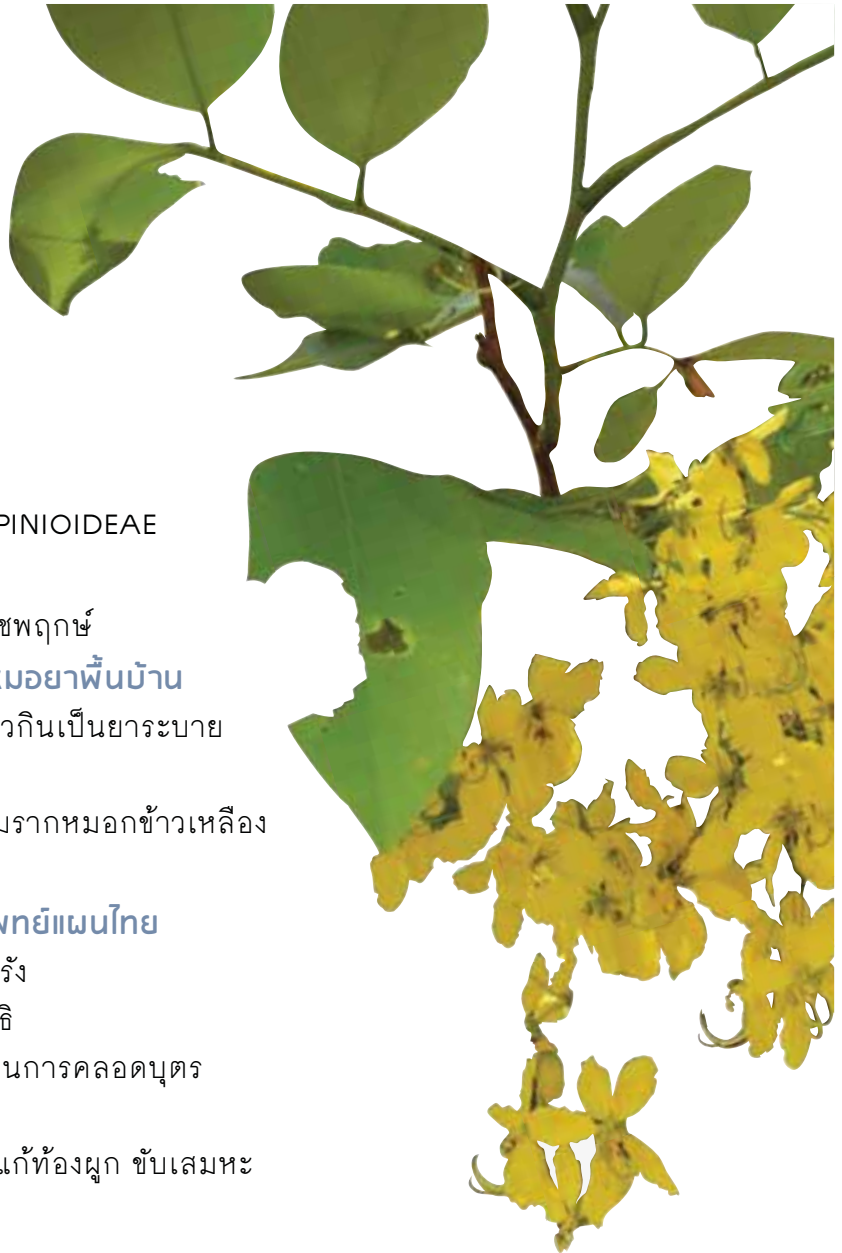 PINIOIDEAE
ชพฤกษ์
มอยาพื้นบ้าน
วกินเป็นยาระบาย
มรากหมอกข้าวเหลือง
พทย์แผนไทย
รัง
ธิ
นการคลอดบุตร
แก้ท้องผูก ขับเสมหะ